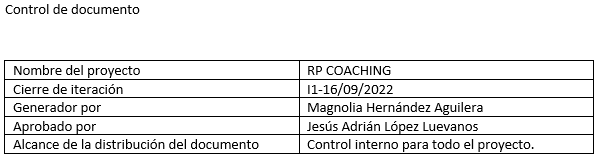 Control de documento
Nombre del proyecto RP COACHING
Cierre de iteración I1-16/09/2022
Generador por Magnolia Hernández Aguilera
Aprobado por Jesús Adrián López Luevanos
Alcance de la distribución del documento Control interno para todo el proyecto.